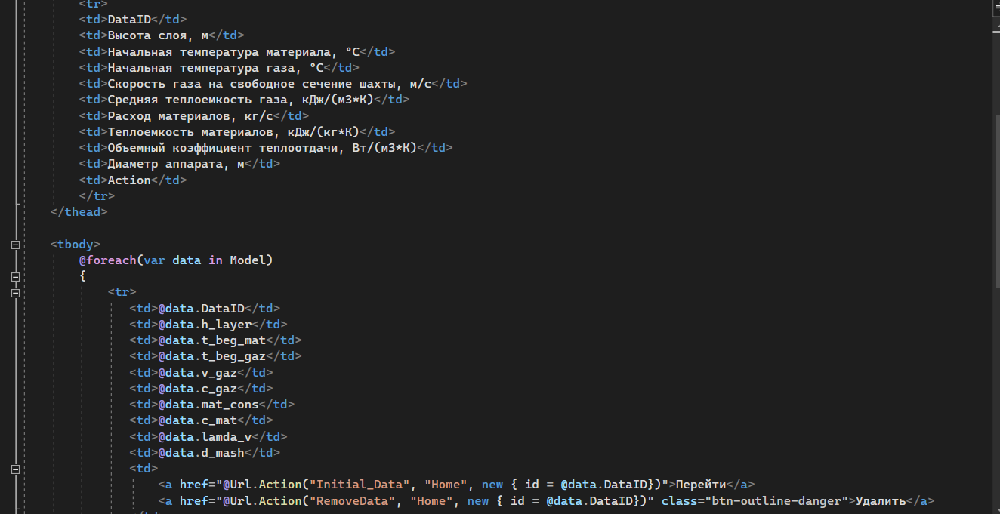 <tr>
<td>DataID</td>
<td>Высота слоя, м</td>
<td>Начальная температура материала, °C</td>
<td>Начальная температура газа, °C</td>
<td>Скорость газа на свободное сечение шахты, м/с</td>
<td>Средняя теплоемкость газа, кДж/(м3*К)</td>
<td>Расход материалов, кг/с</td>
<td>Теплоемкость материалов, кДж/(кг*К)</td>
<td>Объемный коэффициент теплоотдачи, Вт/(м3*К)</td>
<td>Диаметр аппарата, м</td>
<td>Action</td>
</tr>
</thead>
<tbody>
@foreach(var data in Model)
{
<tr>
<td>@data.DataID</td>
<td>@data.h_layer</td>
<td>@data.t_beg_mat</td>
<td>@data.t_beg_gaz</td>
<td>@data.v_gaz</td>
<td>@data.c_gaz</td>
<td>@data.mat_cons</td>
<td>@data.c_mat</td>
<td>@data.lamda_v</td>
<td>@data.d_mash</td>
<td>
<a href="@Url.Action("Initial_Data", "Home", new { id = @data.DataID})">Перейти</a>
<a href="@Url.Action("RemoveData", "Home", new { id = @data.DataID})" class="btn-outline-danger">Удалить</a>